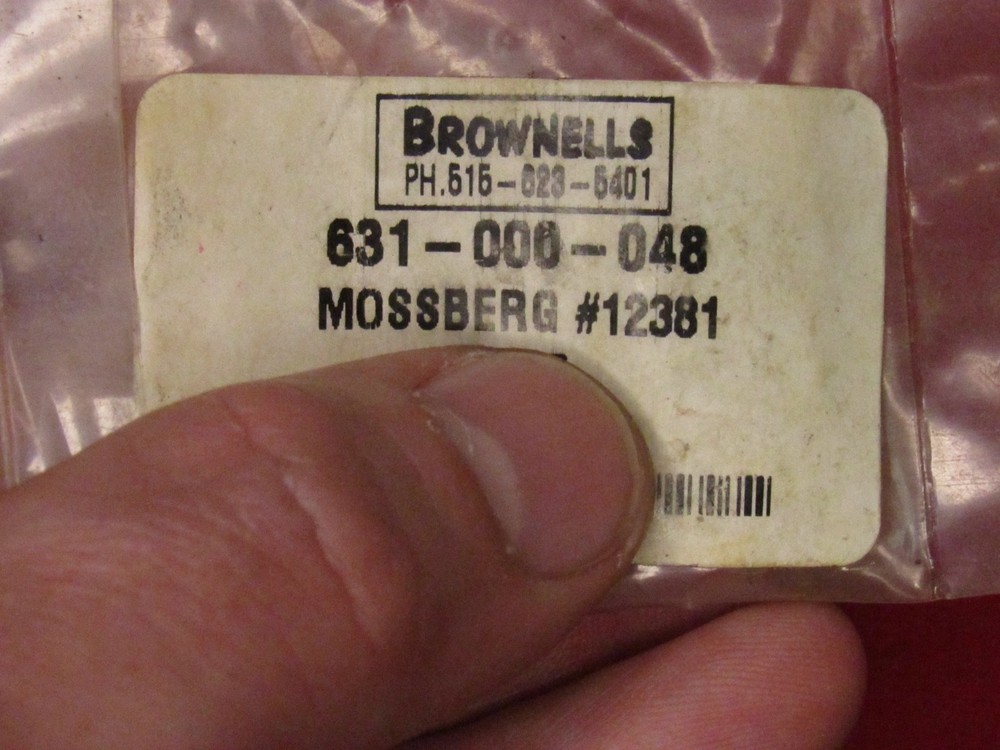 BROWNELLS
PH.515-623-5401
631-000-048
MOSSBERG #12381